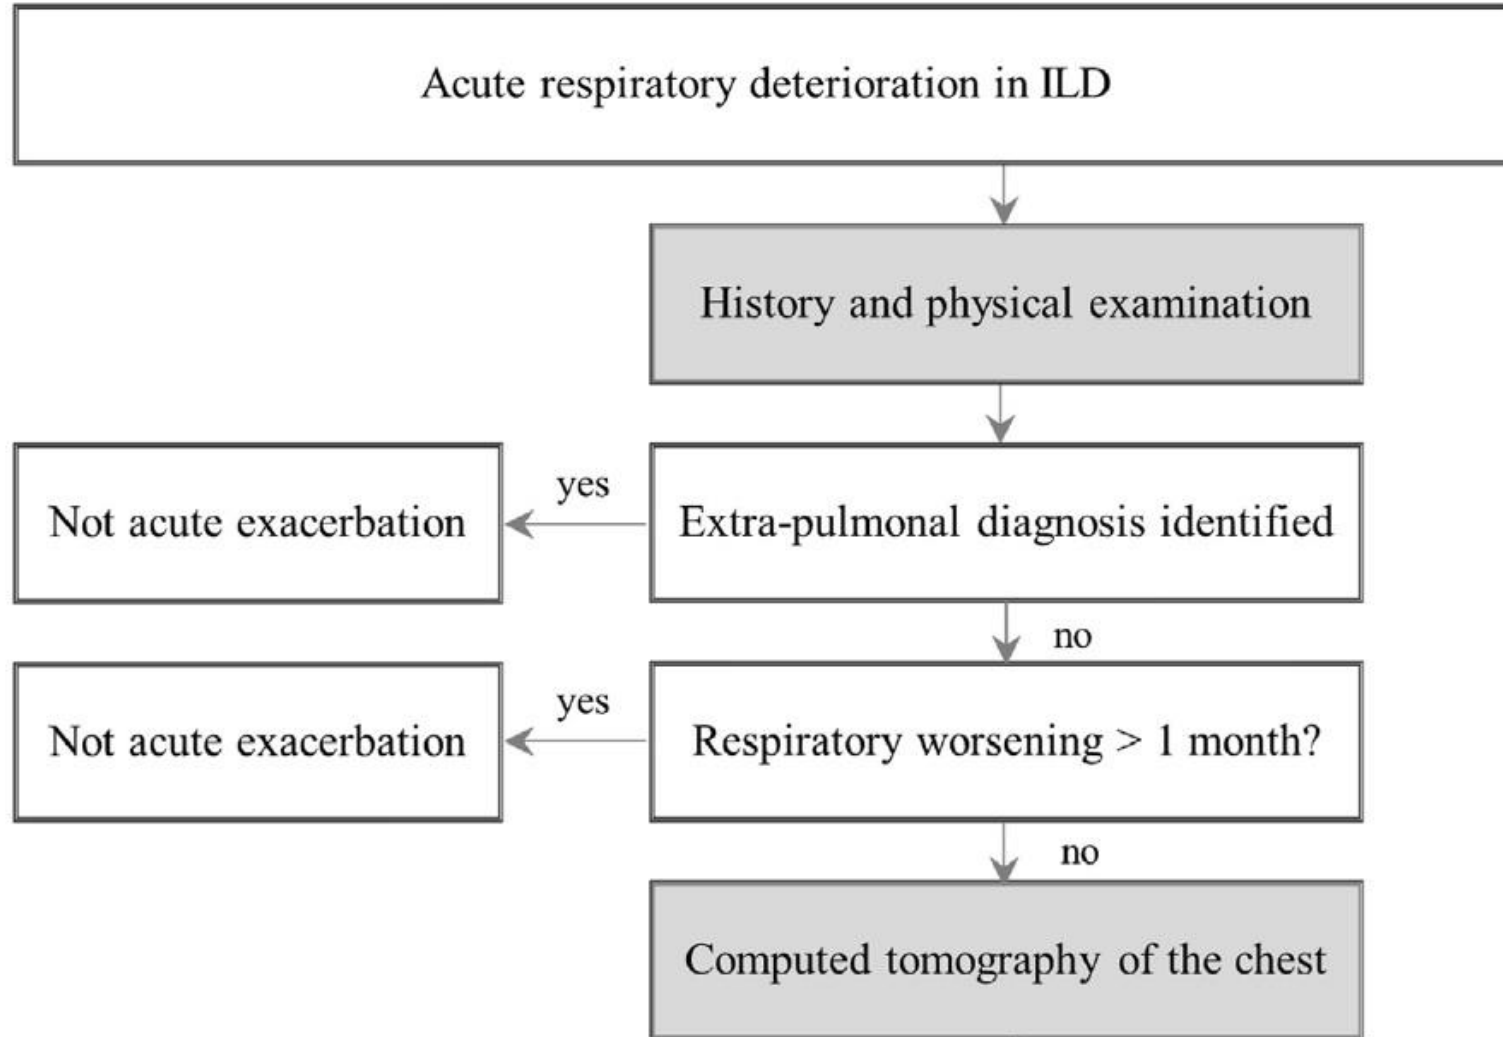 Acute respiratory deterioration in ILD
History and physical examination
Not acute exacerbation
yes
Extra-pulmonal diagnosis identified
no
Not acute exacerbation
yes
Respiratory worsening > 1 month?
no
Computed tomography of the chest